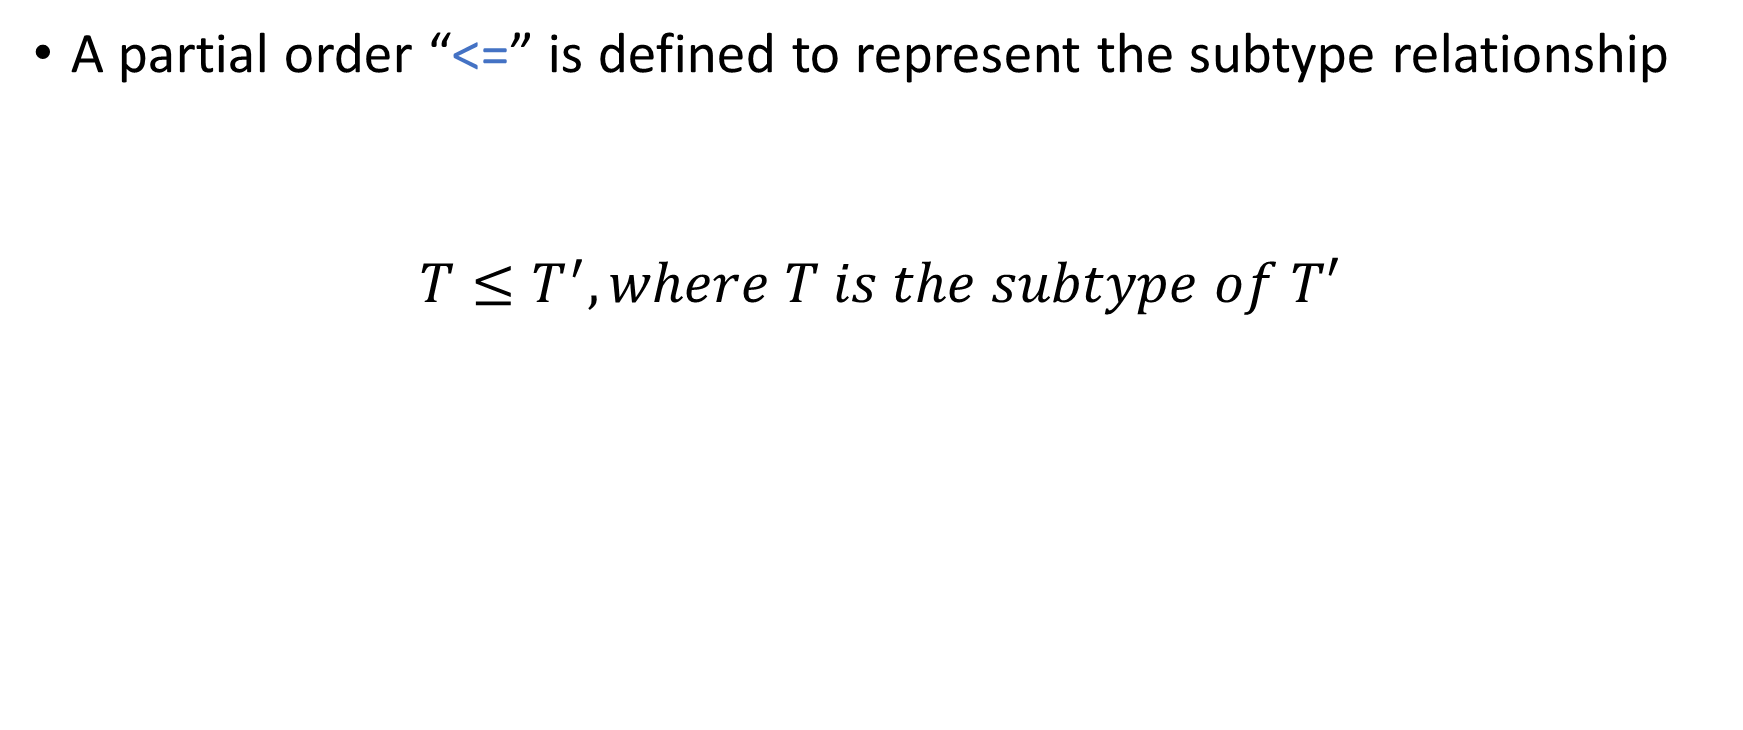 • A partial order “<=” is defined to represent the subtype relationship
T ≤ T′, where T is the subtype of T′